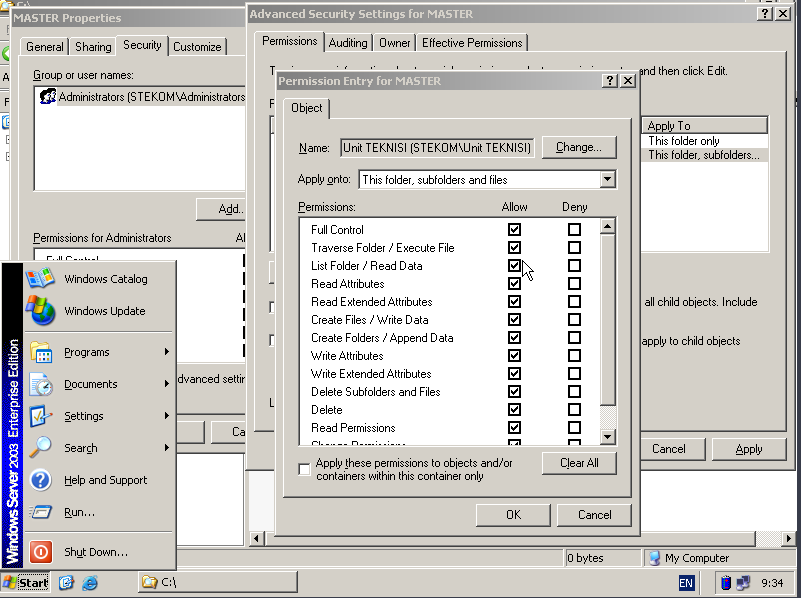 MASTER Properties
General
Sharing
Security
Customize
Group or user names:
Administrators (STEKOM\Administrators
Add...
Permissions for Administrators
Full Control
Advanced Security Settings for MASTER
Permissions
Auditing
Owner
Effective Permissions
and then click Edit.
Apply To
This folder only
This folder, subfolders...
all child objects. Include
apply to child objects
Cancel
Apply
Permission Entry for MASTER
Object
Name:
Unit TEKNISI (STEKOM\Unit TEKNISI)
Change...
Apply onto:
This folder, subfolders and files
Permissions:
Allow
Deny
Full Control
Traverse Folder / Execute File
List Folder / Read Data
Read Attributes
Read Extended Attributes
Create Files / Write Data
Create Folders / Append Data
Write Attributes
Write Extended Attributes
Delete Subfolders and Files
Delete
Read Permissions
Change Permissions
Apply these permissions to objects and/or
containers within this container only
Clear All
OK
Cancel
Windows Server 2003 Enterprise Edition
Windows Catalog
Windows Update
Programs
Documents
Settings
Search
Help and Support
Run...
Shut Down...
0 bytes
My Computer
Start
C:\
EN
9:34